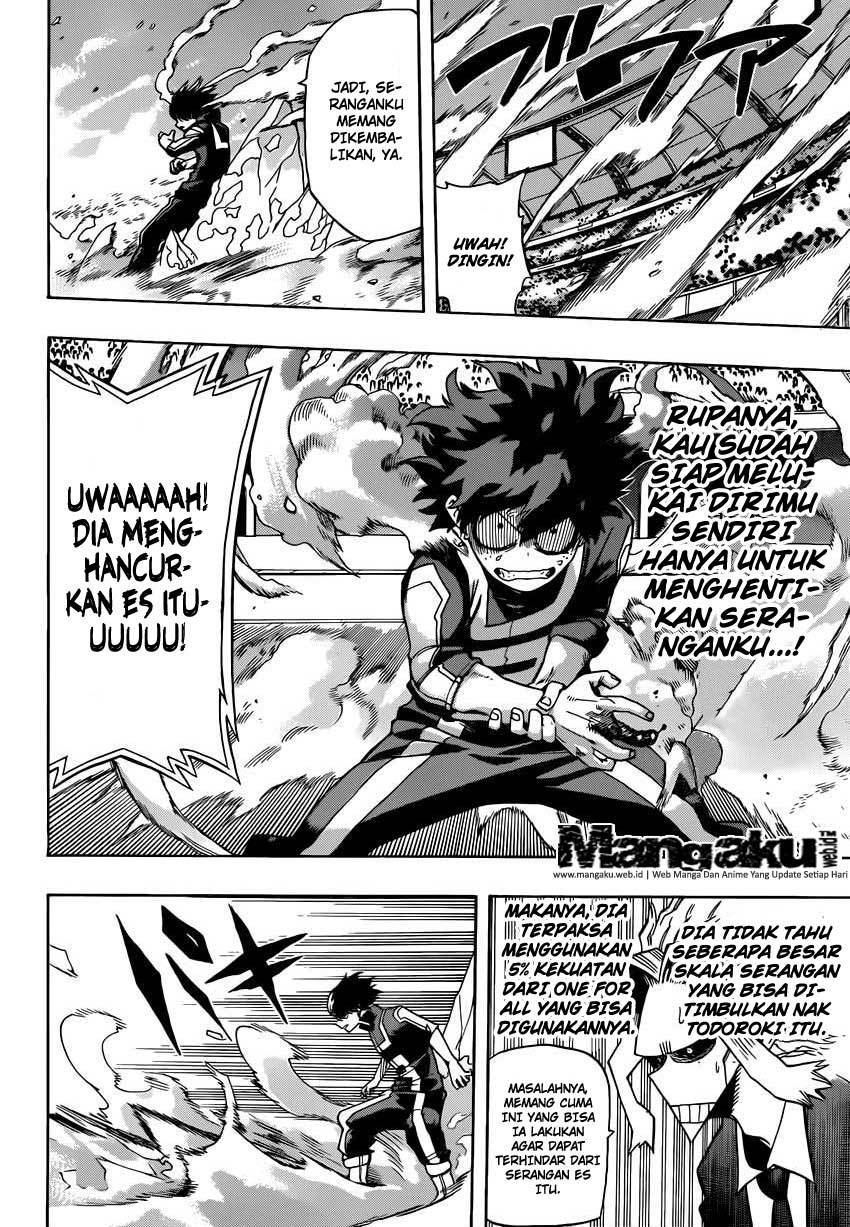 ブワァ
UWAH!
DINGIN!
JADI, SE-
RANGANKU
MEMANG
DIKEMBA-
LIKAN, YA.
RUPANYA,
KAU SUDAH
SIAP MELU-
KAI DIRIMU
SENDIRI
HANYA UNTUK
MENGHENTI-
KAN SERA-
NGANKU...!
UWAAAAAH!
DIA MENG-
HANCUR-
KAN ES ITU-
UUUUU!
Mangaku
web.id
www.mangaku.web.id | Web Manga Dan Anime Yang Update Setiap Hari
DIA TIDAK TAHU
SEBERAPA BESAR
SKALA SERANGAN
YANG BISA DI-
TIMBULKAN NAK
TODOROKI ITU.
MAKANYA, DIA
TERPAKSA
MENGGUNAKAN
5% KEKUATAN
DARI ONE FOR
ALL YANG BISA
DIGUNAKANNYA.
MASALAHNYA,
MEMANG CUMA
INI YANG BISA
IA LAKUKAN
AGAR DAPAT
TERHINDAR DARI
SERANGAN ES
ITU.